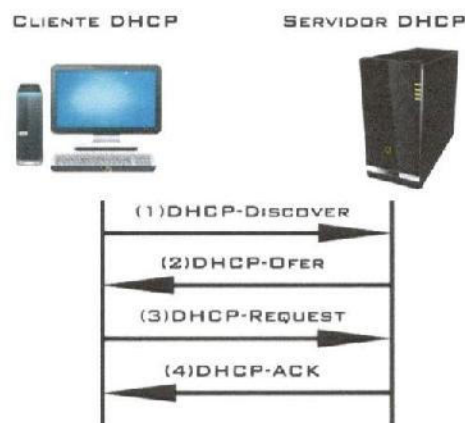 CLIENTE DHCP
SERVIDOR DHCP
(1)DHCP-DISCOVER
(2)DHCP-OFER
(3)DHCP-REQUEST
(4)DHCP-ACK